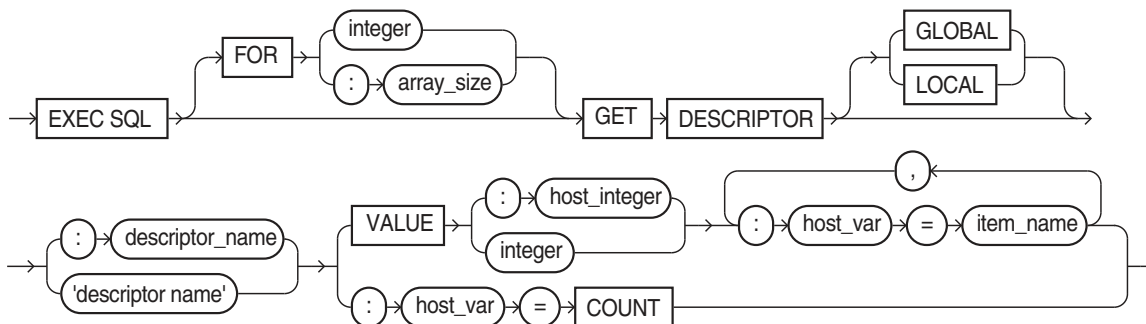 integer
GLOBAL
FOR
: array_size
LOCAL
EXEC SQL GET DESCRIPTOR
,
: host_integer
: descriptor_name VALUE : host_var = item_name
integer
'descriptor name'
: host_var = COUNT